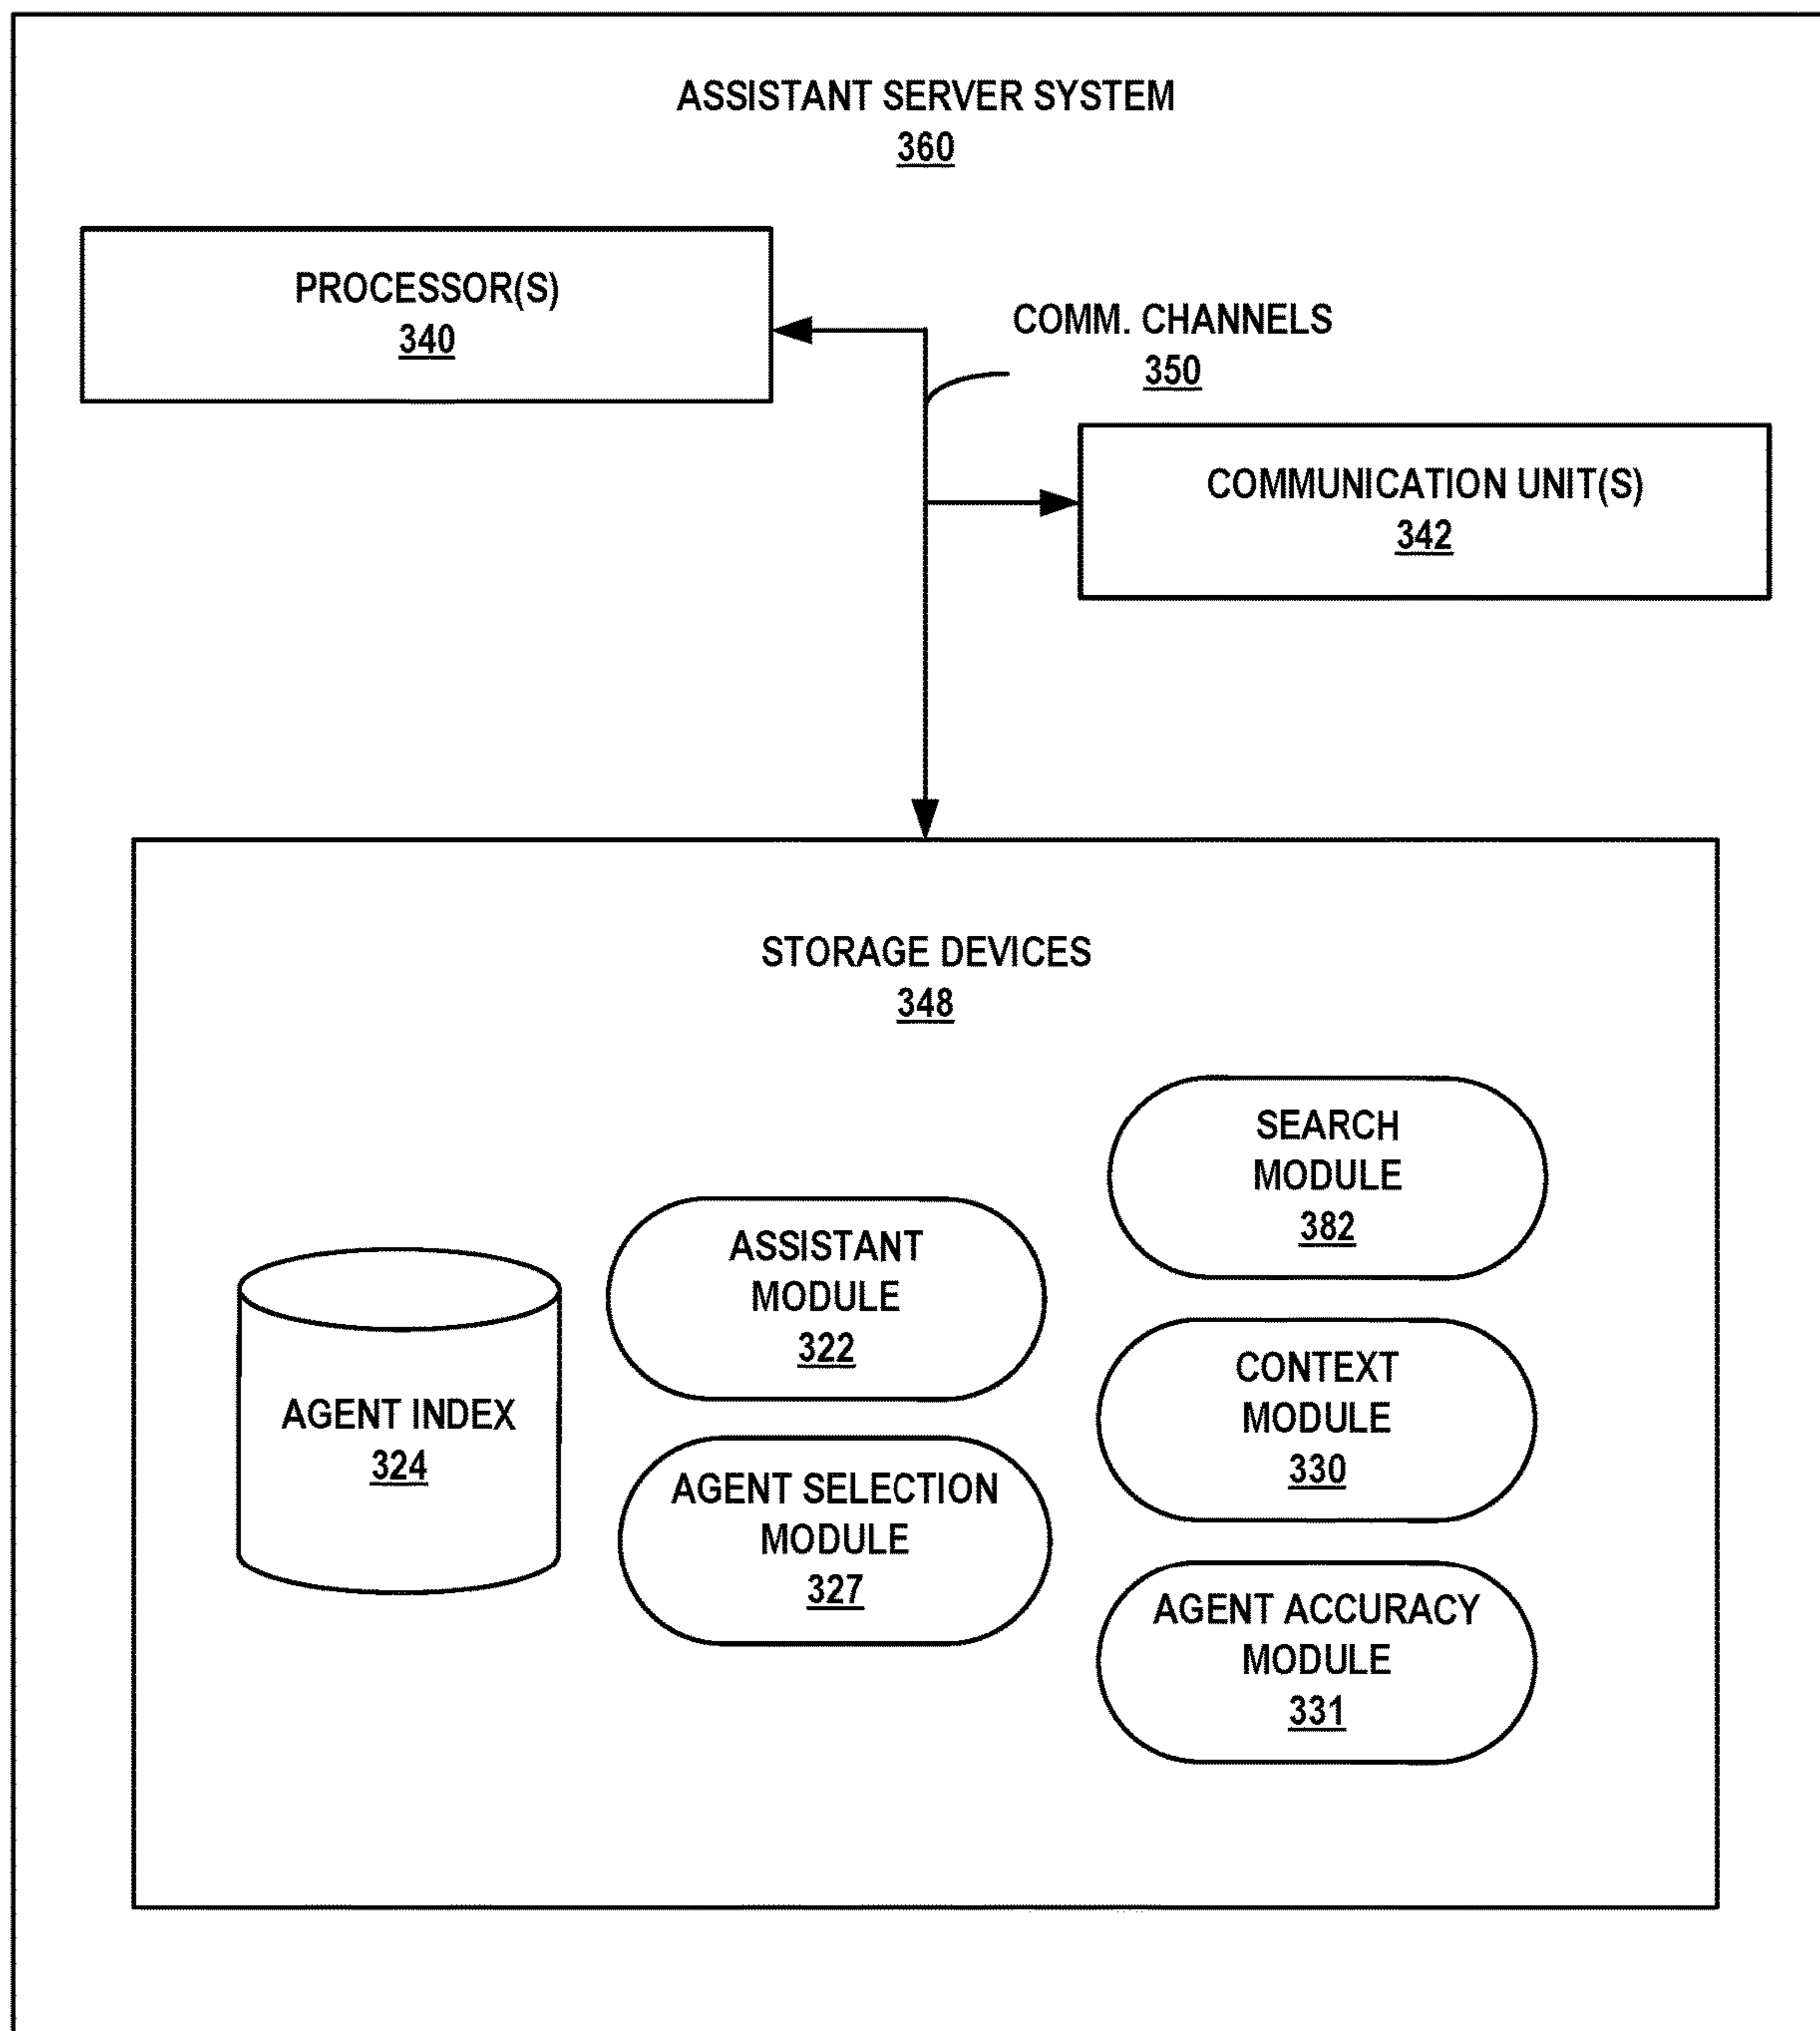 ASSISTANT SERVER SYSTEM
360
PROCESSOR(S)
340
COMM. CHANNELS
350
COMMUNICATION UNIT(S)
342
STORAGE DEVICES
348
SEARCH
MODULE
382
ASSISTANT
MODULE
322
CONTEXT
MODULE
330
AGENT INDEX
324
AGENT SELECTION
MODULE
327
AGENT ACCURACY
MODULE
331